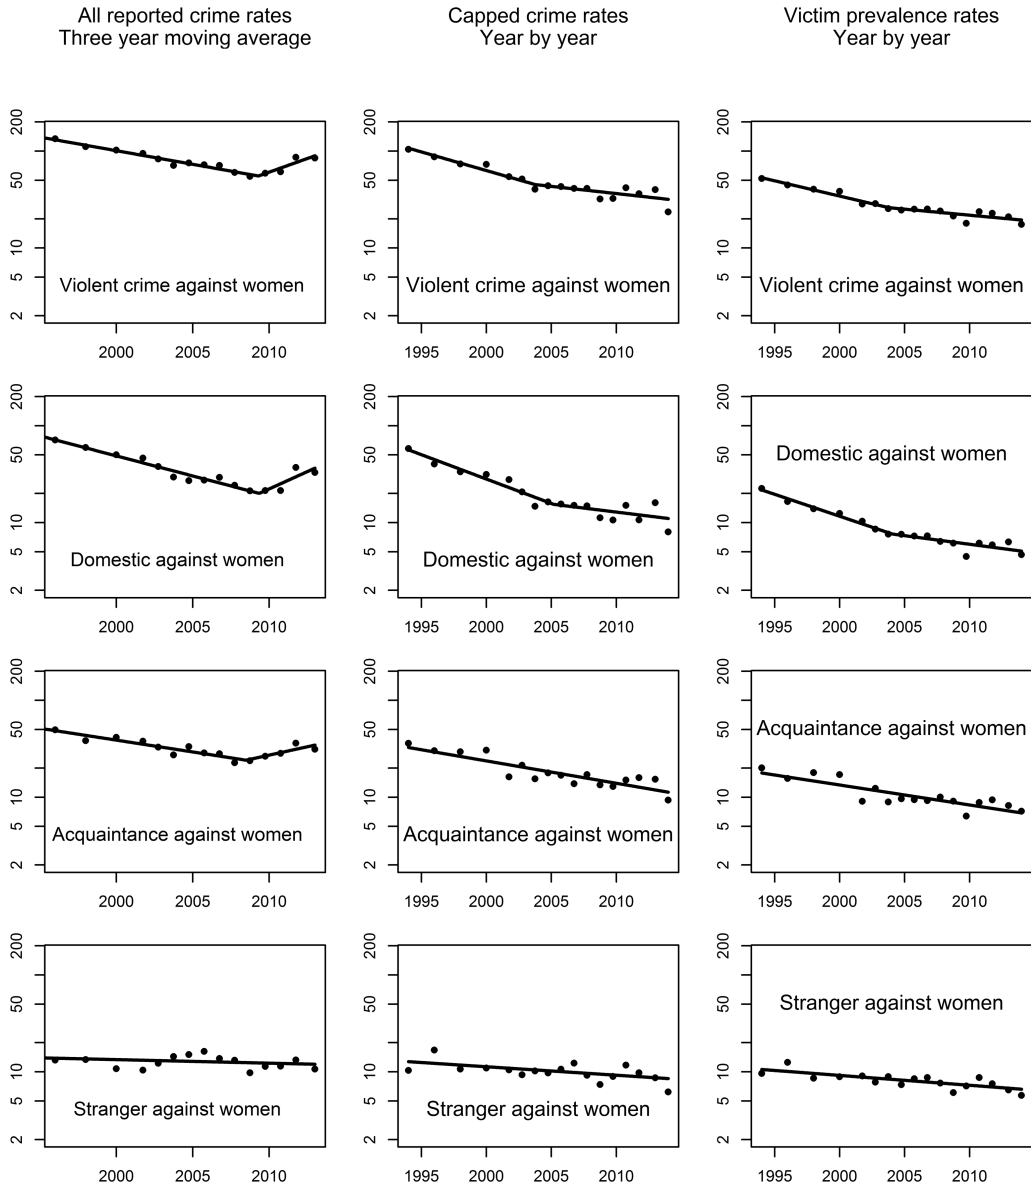 All reported crime rates
Three year moving average
Capped crime rates
Year by year
Victim prevalence rates
Year by year
200
50
10
5
2
Violent crime against women
2000 2005 2010
200
50
10
5
2
Violent crime against women
1995 2000 2005 2010
200
50
10
5
2
Violent crime against women
1995 2000 2005 2010
200
50
10
5
2
Domestic against women
2000 2005 2010
200
50
10
5
2
Domestic against women
1995 2000 2005 2010
200
50
10
5
2
Domestic against women
1995 2000 2005 2010
200
50
10
5
2
Acquaintance against women
2000 2005 2010
200
50
10
5
2
Acquaintance against women
1995 2000 2005 2010
200
50
10
5
2
Acquaintance against women
1995 2000 2005 2010
200
50
10
5
2
Stranger against women
2000 2005 2010
200
50
10
5
2
Stranger against women
1995 2000 2005 2010
200
50
10
5
2
Stranger against women
1995 2000 2005 2010